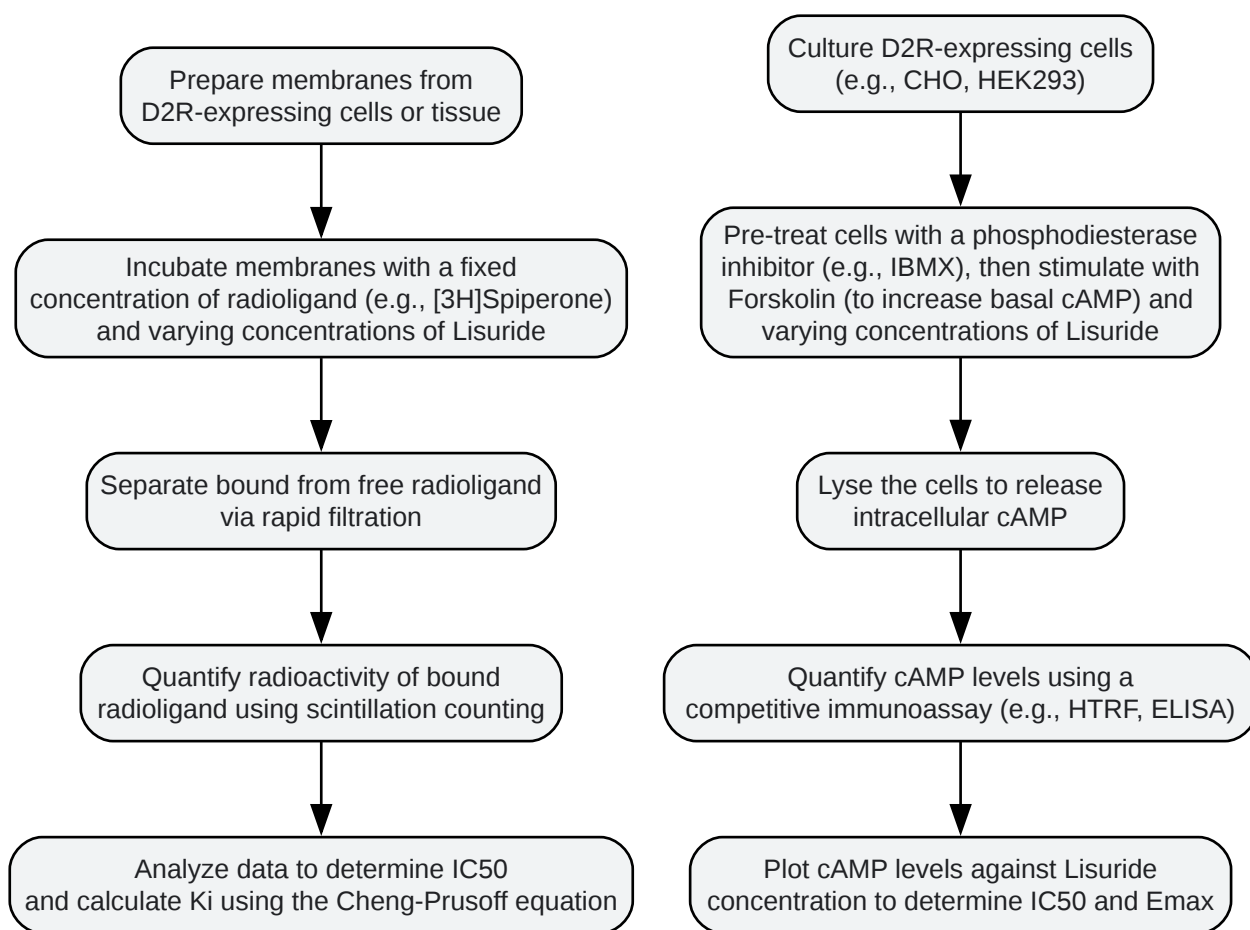 Prepare membranes from
D2R-expressing cells or tissue
Incubate membranes with a fixed
concentration of radioligand (e.g., [3H]Spiperone)
and varying concentrations of Lisuride
Separate bound from free radioligand
via rapid filtration
Quantify radioactivity of bound
radioligand using scintillation counting
Analyze data to determine IC50
and calculate Ki using the Cheng-Prusoff equation
Culture D2R-expressing cells
(e.g., CHO, HEK293)
Pre-treat cells with a phosphodiesterase
inhibitor (e.g., IBMX), then stimulate with
Forskolin (to increase basal cAMP) and
varying concentrations of Lisuride
Lyse the cells to release
intracellular cAMP
Quantify cAMP levels using a
competitive immunoassay (e.g., HTRF, ELISA)
Plot cAMP levels against Lisuride
concentration to determine IC50 and Emax